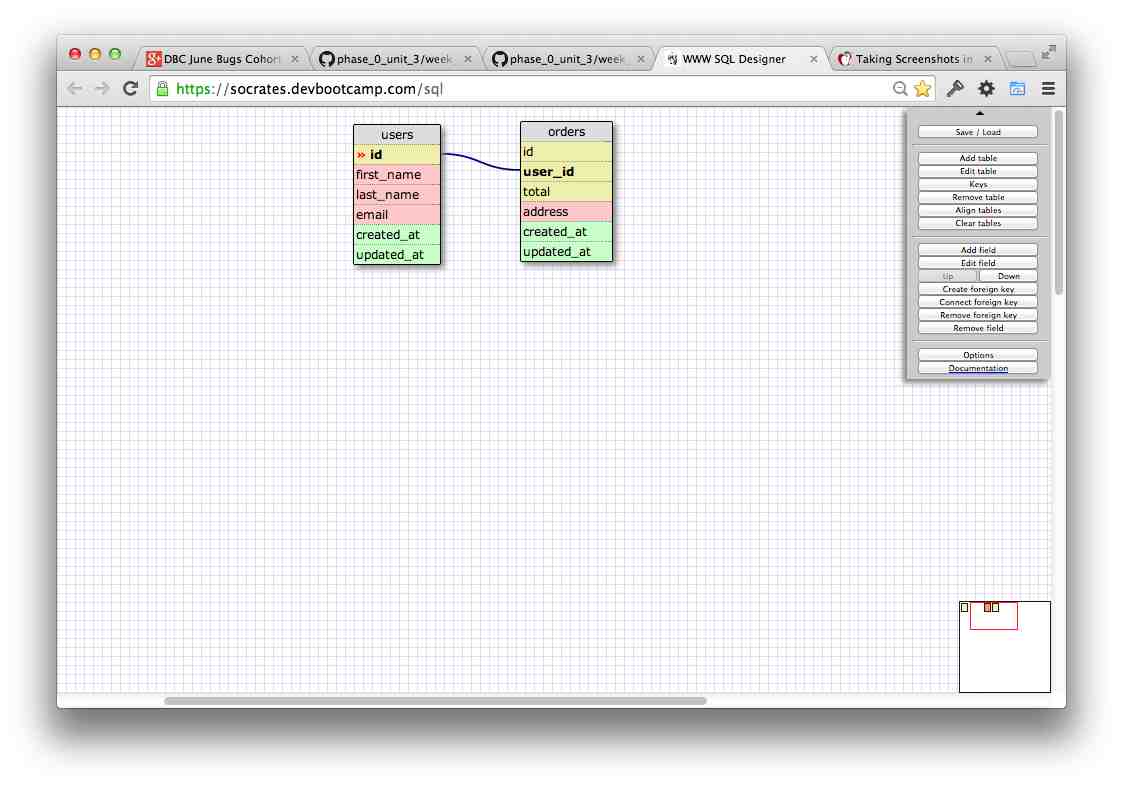 DBC June Bugs Cohort
phase_0_unit_3/week
phase_0_unit_3/week
WWW SQL Designer
Taking Screenshots in
https://socrates.devbootcamp.com/sql
users
» id
first_name
last_name
email
created_at
updated_at
orders
id
user_id
total
address
created_at
updated_at
Save / Load
Add table
Edit table
Keys
Remove table
Align tables
Clear tables
Add field
Edit field
Up Down
Create foreign key
Connect foreign key
Remove foreign key
Remove field
Options
Documentation